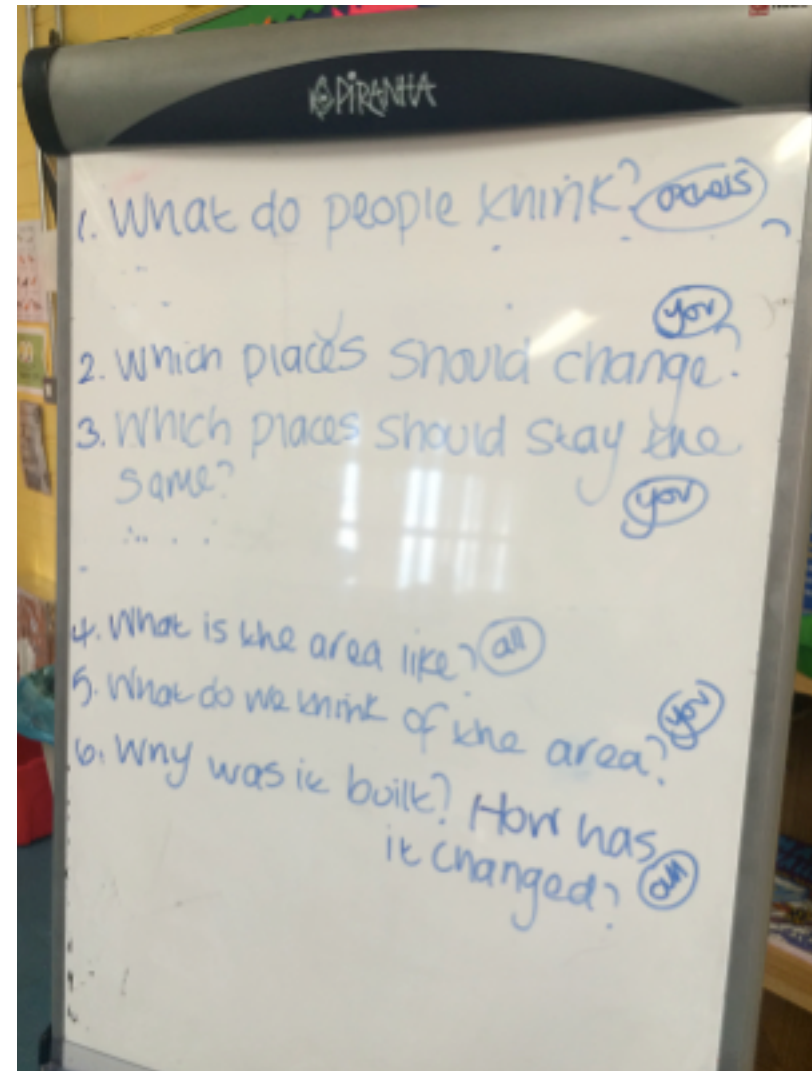 PiRANHA
1. What do people think? others
you
2. Which places should change?
3. Which places should stay the
same?
you
4. What is the area like? all
5. What do we think of the area? you
6. Why was it built? How has
it changed? all